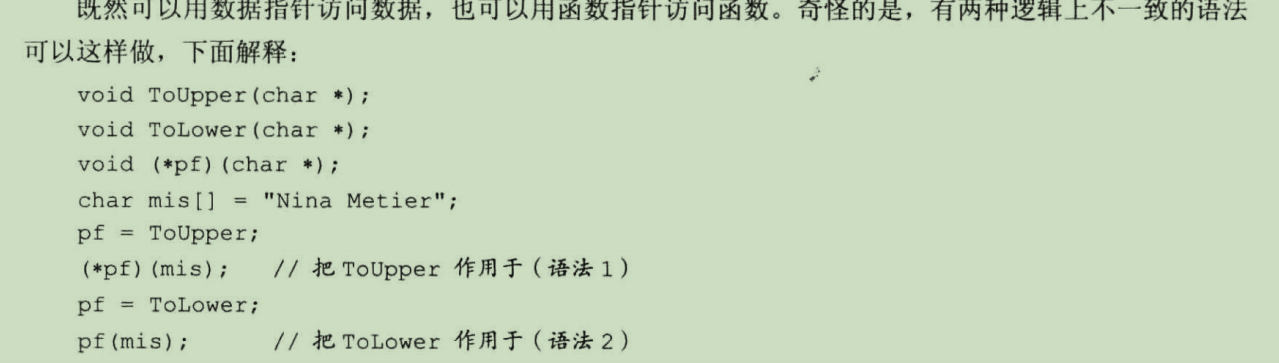 既然可以用数据指针访问数据，也可以用函数指针访问函数。奇怪的是，有两种逻辑上不一致的语法
可以这样做，下面解释：
void ToUpper(char *);
void ToLower(char *);
void (*pf)(char *);
char mis[] = "Nina Metier";
pf = ToUpper;
(*pf)(mis); // 把 ToUpper 作用于（语法 1）
pf = ToLower;
pf(mis); // 把 ToLower 作用于（语法 2）